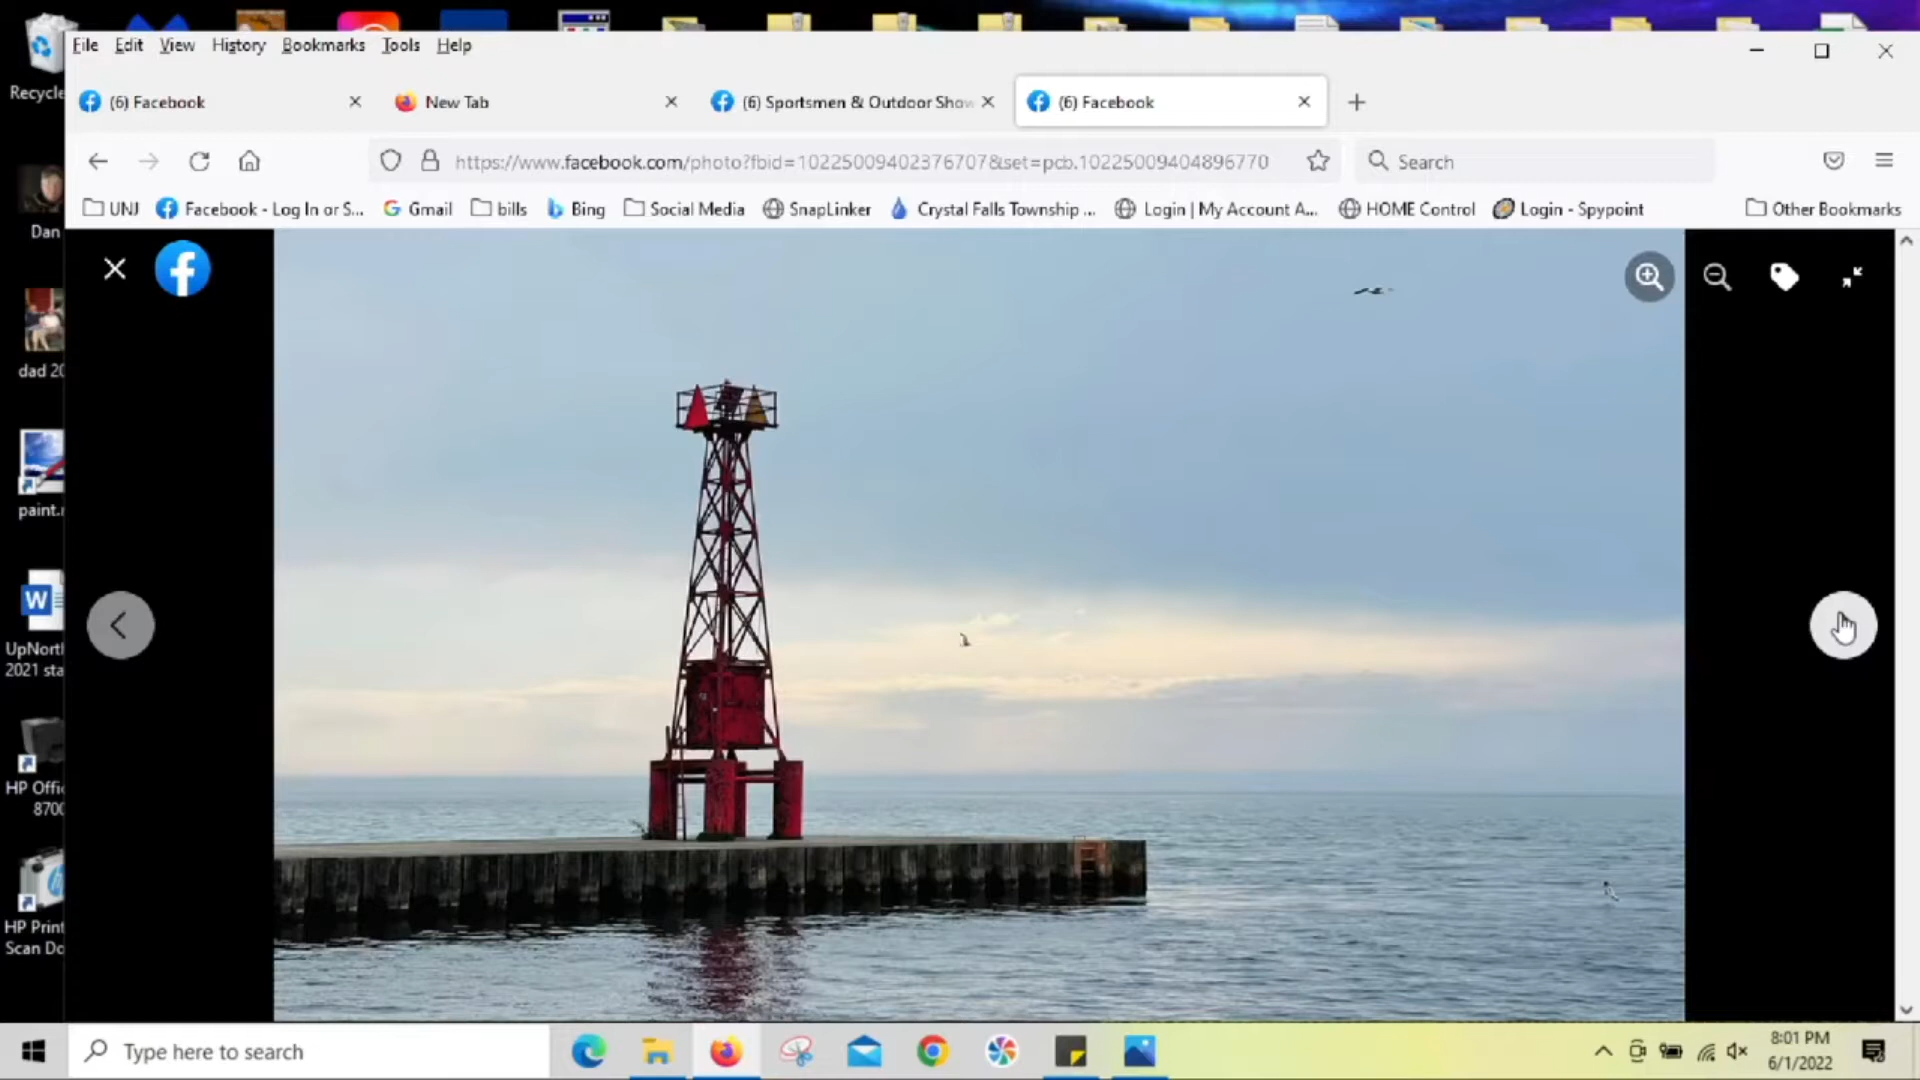 File Edit View History Bookmarks Tools Help
(6) Facebook
New Tab
(6) Sportsmen & Outdoor Show
(6) Facebook
https://www.facebook.com/photo?fbid=10225009402376707&set=pcb.10225009404896770
Search
UNJ
Facebook - Log In or S...
Gmail
bills
Bing
Social Media
SnapLinker
Crystal Falls Township ...
Login | My Account A...
HOME Control
Login - Spypoint
Other Bookmarks
Recycle
Dan
dad 20
paint.
UpNorth
2021 sta
HP Offi
8700
HP Print
Scan Do
Type here to search
8:01 PM
6/1/2022